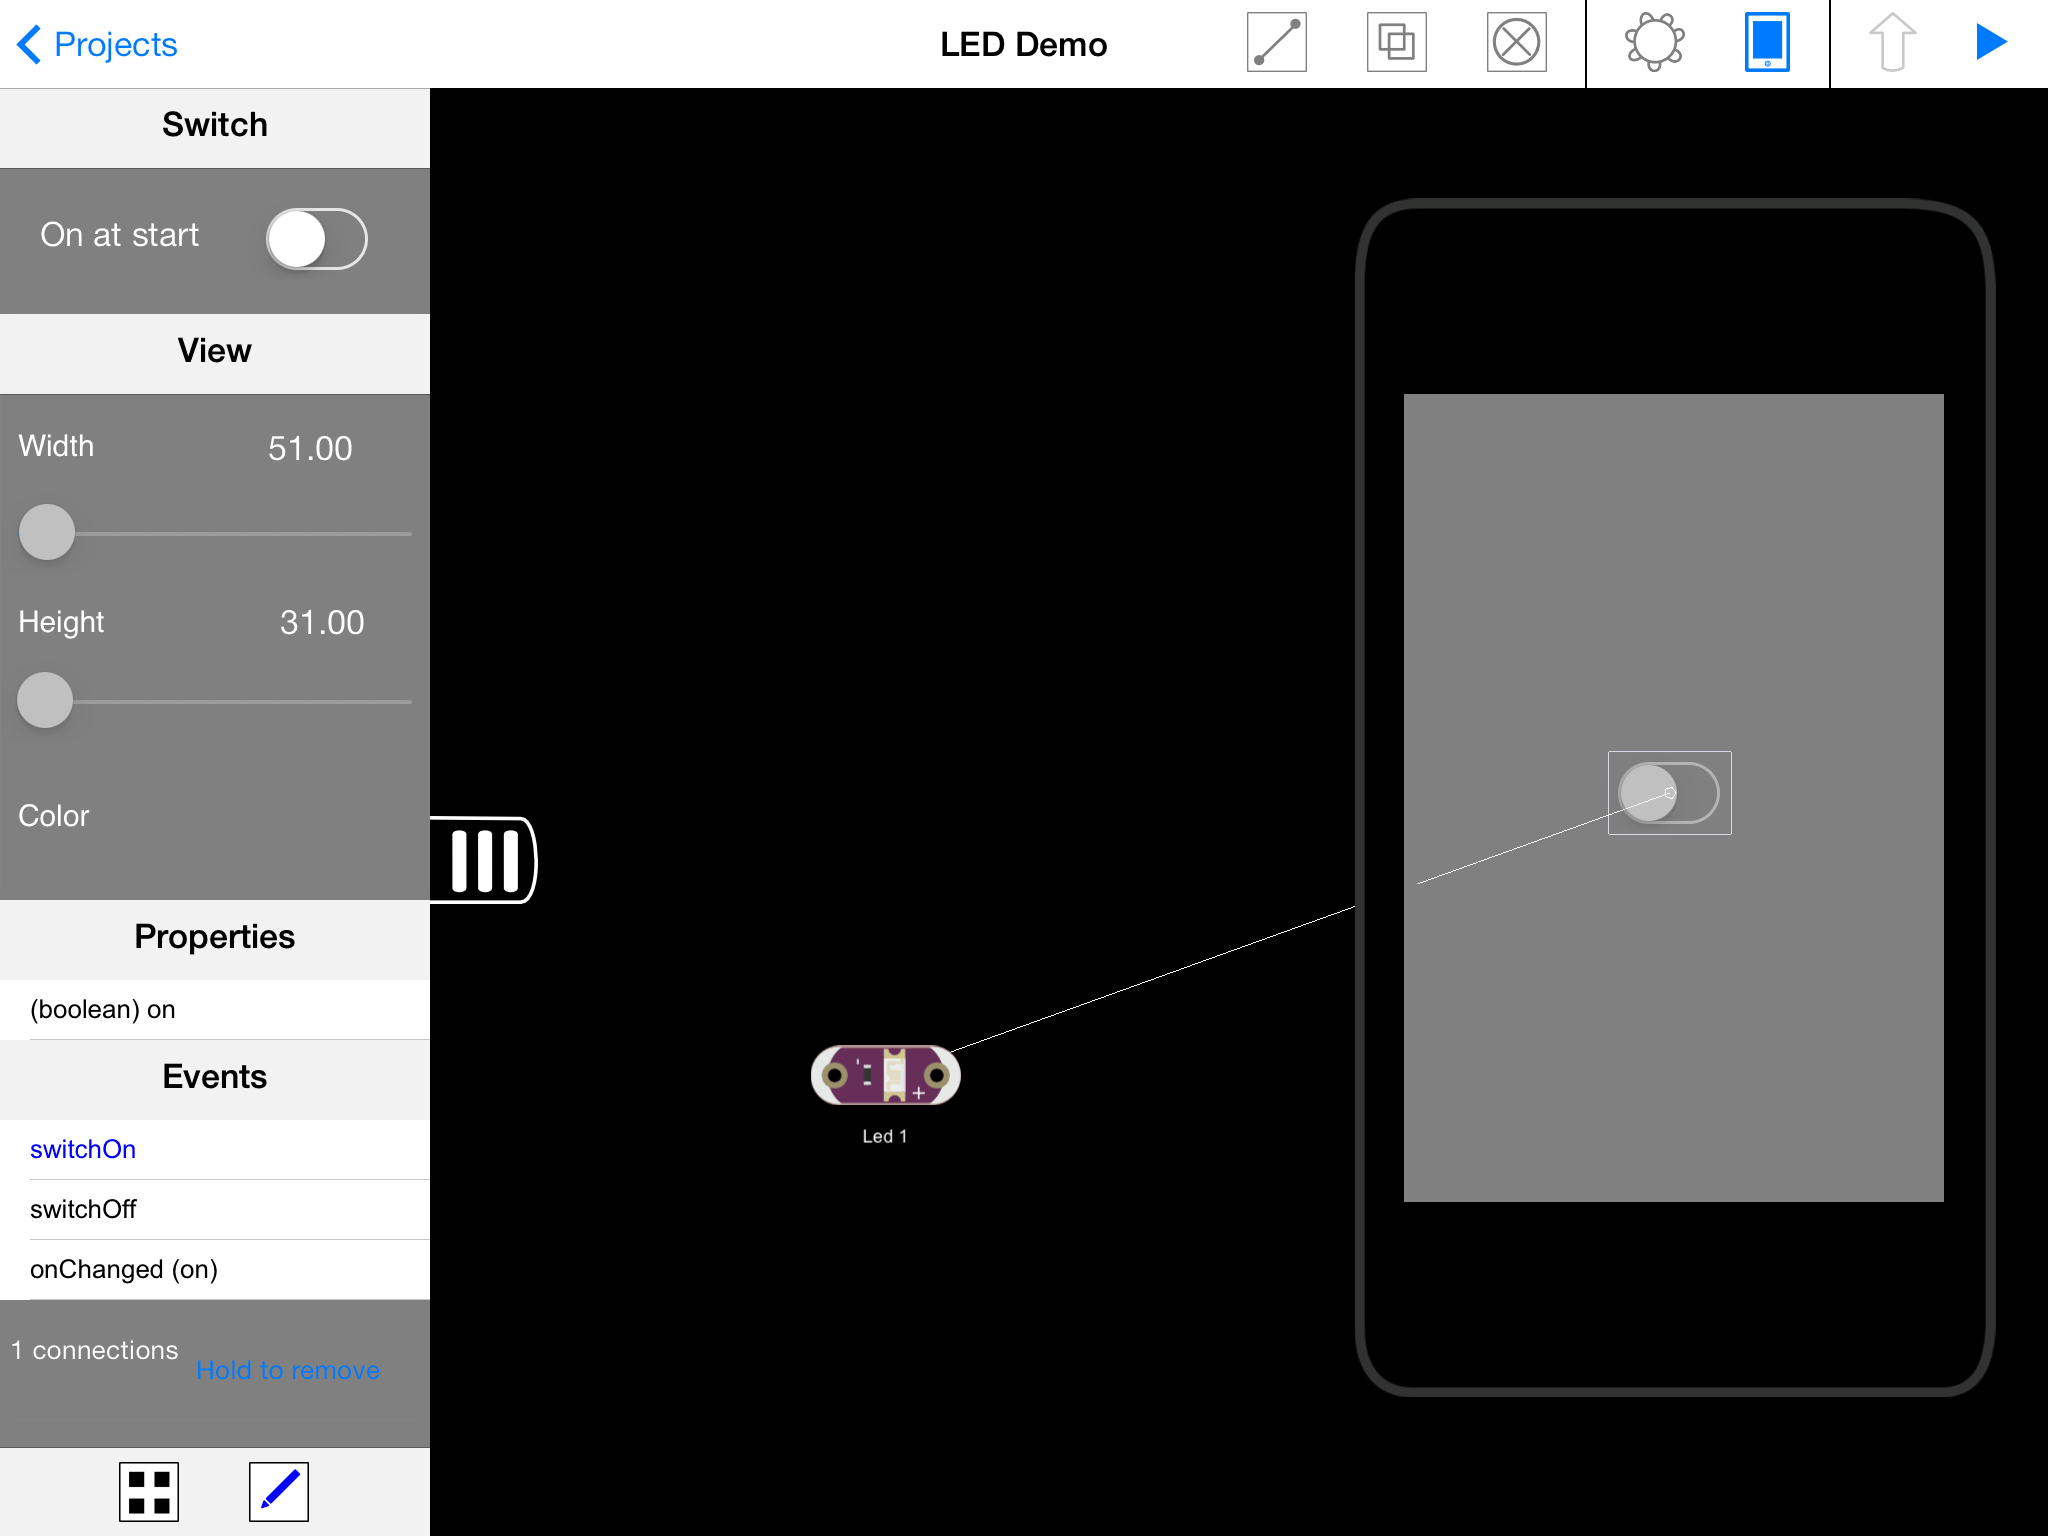 Projects
LED Demo
Switch
On at start
View
Width 51.00
Height 31.00
Color
Properties
(boolean) on
Events
switchOn
switchOff
onChanged (on)
1 connections
Hold to remove
Led 1